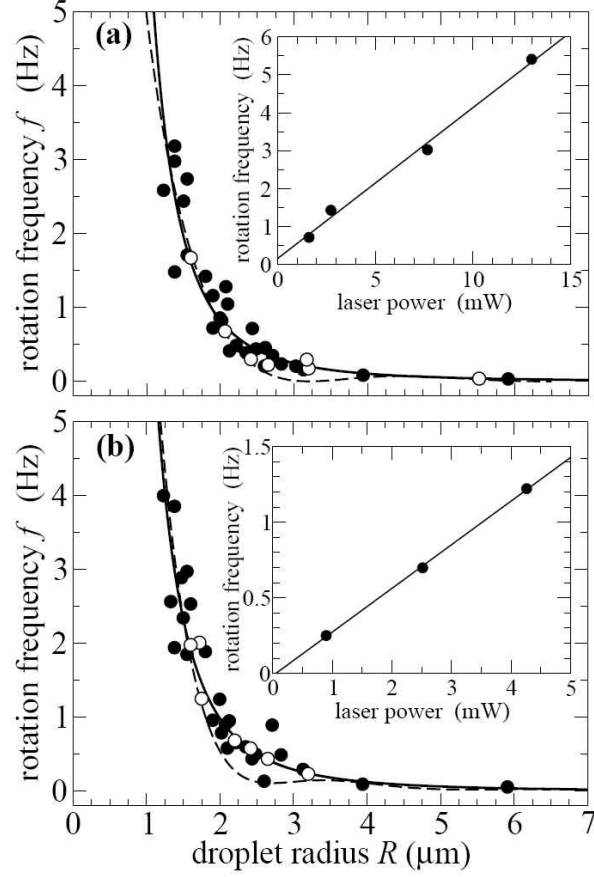 5
4
3
2
1
0
rotation frequency f (Hz)
(a)
6
5
4
3
2
1
0
rotation frequency (Hz)
0 5 10 15
laser power (mW)
5
4
3
2
1
0
rotation frequency f (Hz)
(b)
1.5
1
0.5
0
rotation frequency (Hz)
0 1 2 3 4 5
laser power (mW)
0 1 2 3 4 5 6 7
droplet radius R (μm)